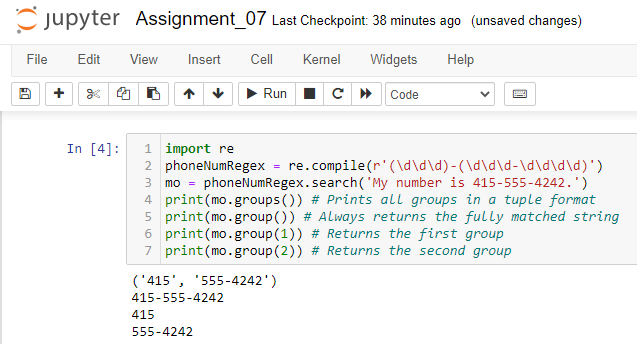 jupyter Assignment_07 Last Checkpoint: 38 minutes ago (unsaved changes)
File Edit View Insert Cell Kernel Widgets Help
Run Code
In [4]:
1 import re
2 phoneNumRegex = re.compile(r'(\d\d\d)-(\d\d\d-\d\d\d\d)')
3 mo = phoneNumRegex.search('My number is 415-555-4242.')
4 print(mo.groups()) # Prints all groups in a tuple format
5 print(mo.group()) # Always returns the fully matched string
6 print(mo.group(1)) # Returns the first group
7 print(mo.group(2)) # Returns the second group
('415', '555-4242')
415-555-4242
415
555-4242